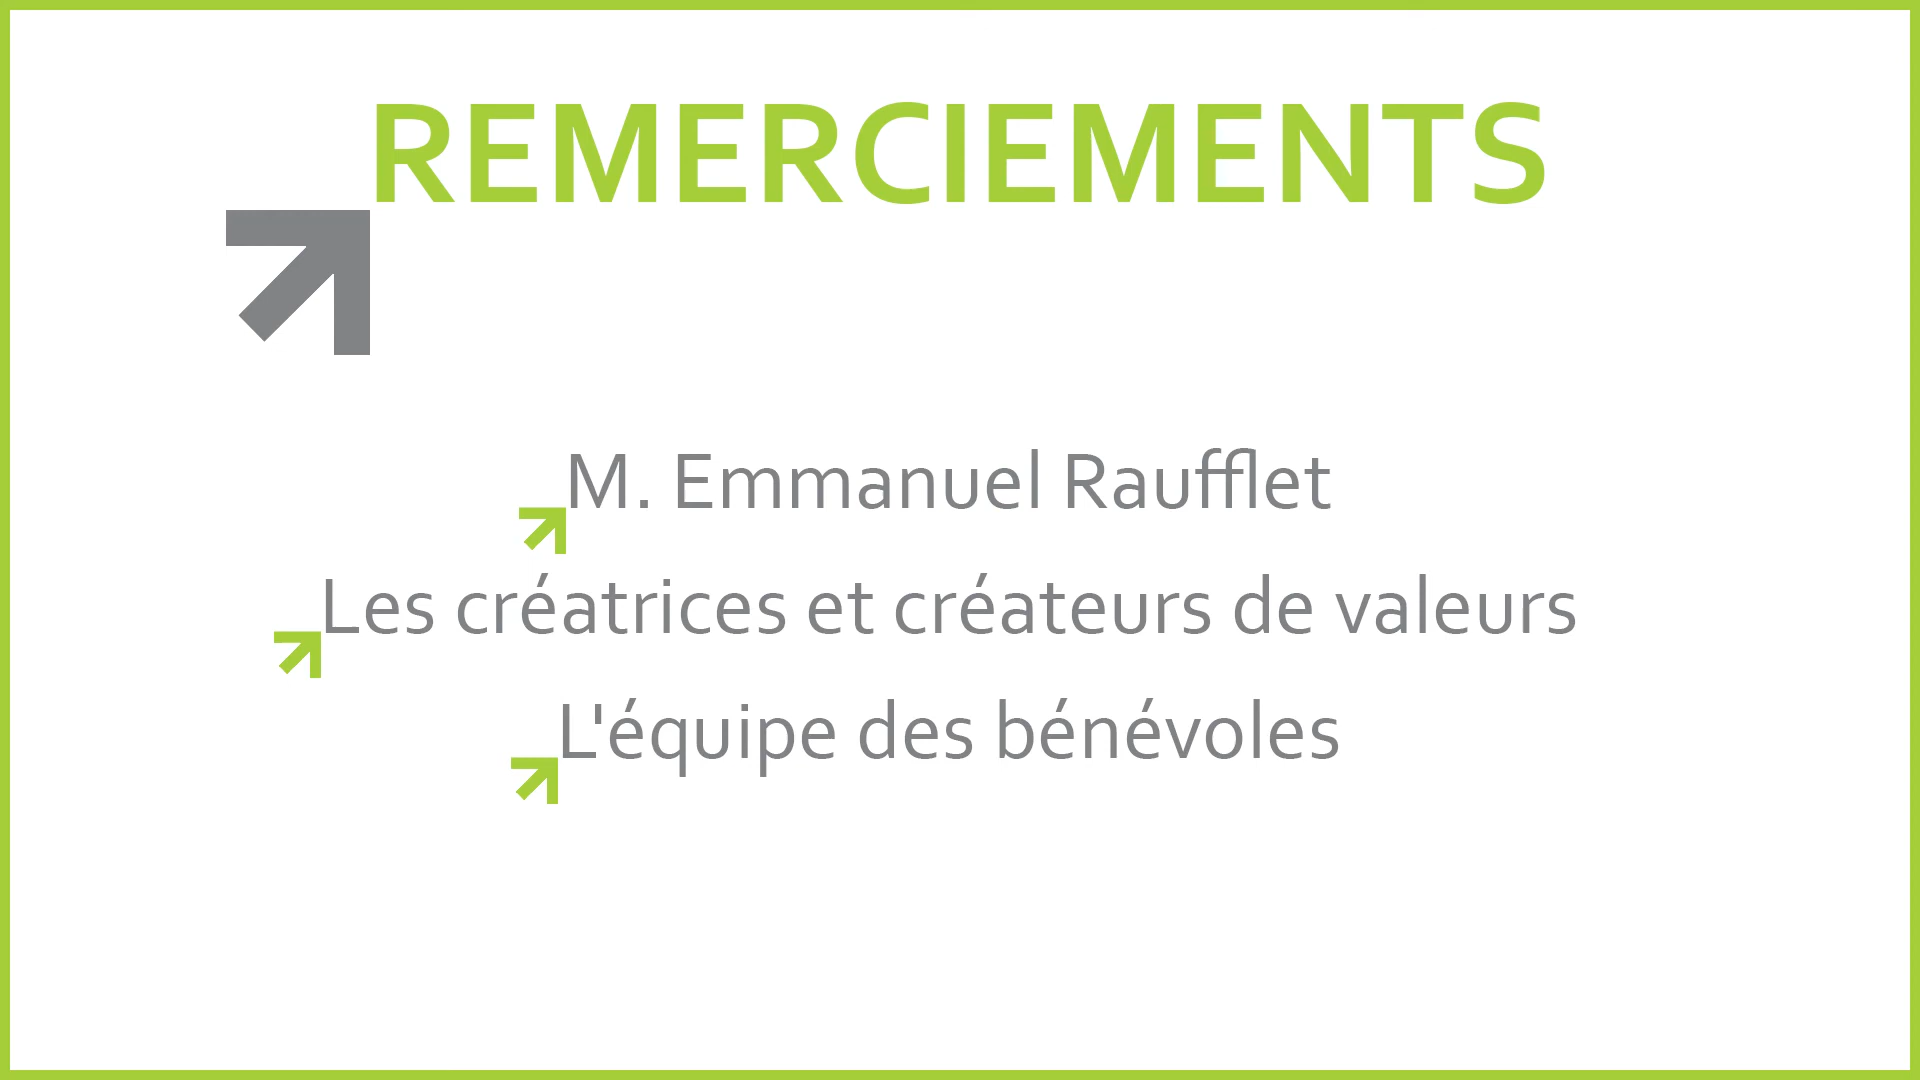 REMERCIEMENTS
M. Emmanuel Raufflet
Les créatrices et créateurs de valeurs
L'équipe des bénévoles